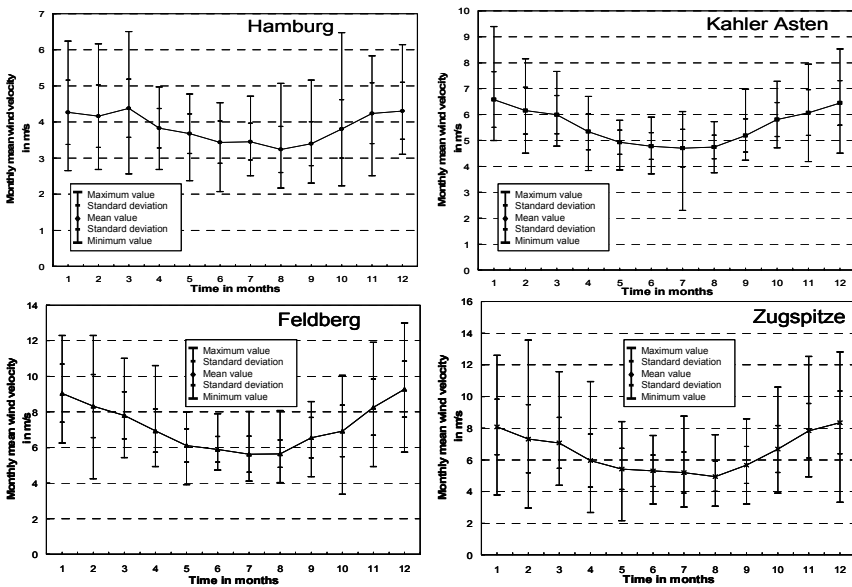 Hamburg
Monthly mean wind velocity
in m/s
7
6
5
4
3
2
1
0
Maximum value
Standard deviation
Mean value
Standard deviation
Minimum value
1 2 3 4 5 6 7 8 9 10 11 12
Time in months
Kahler Asten
Monthly mean wind velocity
in m/s
10
9
8
7
6
5
4
3
2
1
0
Maximum value
Standard deviation
Mean value
Standard deviation
Minimum value
1 2 3 4 5 6 7 8 9 10 11 12
Time in months
Feldberg
Monthly mean wind velocity
in m/s
14
12
10
8
6
4
2
0
Maximum value
Standard deviation
Mean value
Standard deviation
Minimum value
1 2 3 4 5 6 7 8 9 10 11 12
Time in months
Zugspitze
Monthly mean wind velocity
in m/s
16
14
12
10
8
6
4
2
0
Maximum value
Standard deviation
Mean value
Standard deviation
Minimum value
1 2 3 4 5 6 7 8 9 10 11 12
Time in months